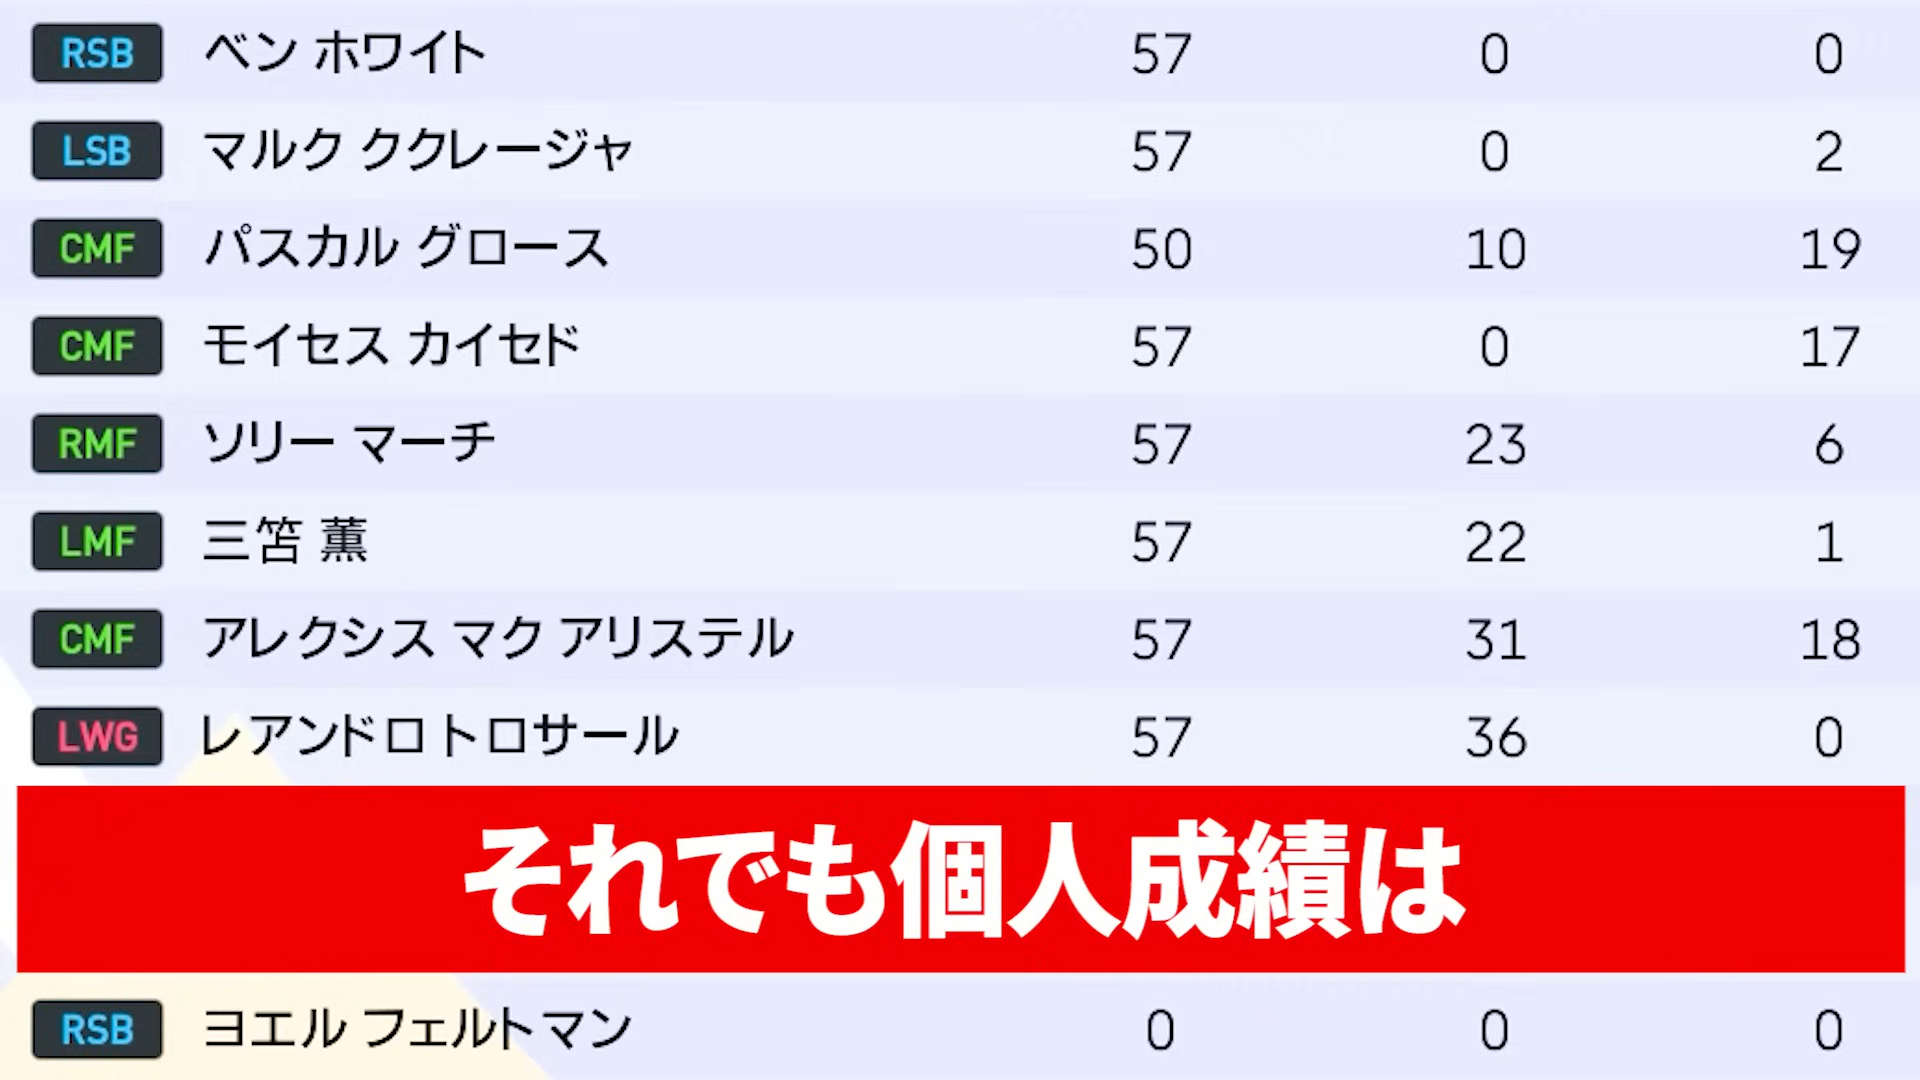 RSB ベン ホワイト 57 0 0
LSB マルク ククレージャ 57 0 2
CMF パスカル グロース 50 10 19
CMF モイセス カイセド 57 0 17
RMF ソリー マーチ 57 23 6
LMF 三笘 薫 57 22 1
CMF アレクシス マク アリステル 57 31 18
LWG レアンドロ トロサール 57 36 0
それでも個人成績は
RSB ヨエル フェルトマン 0 0 0